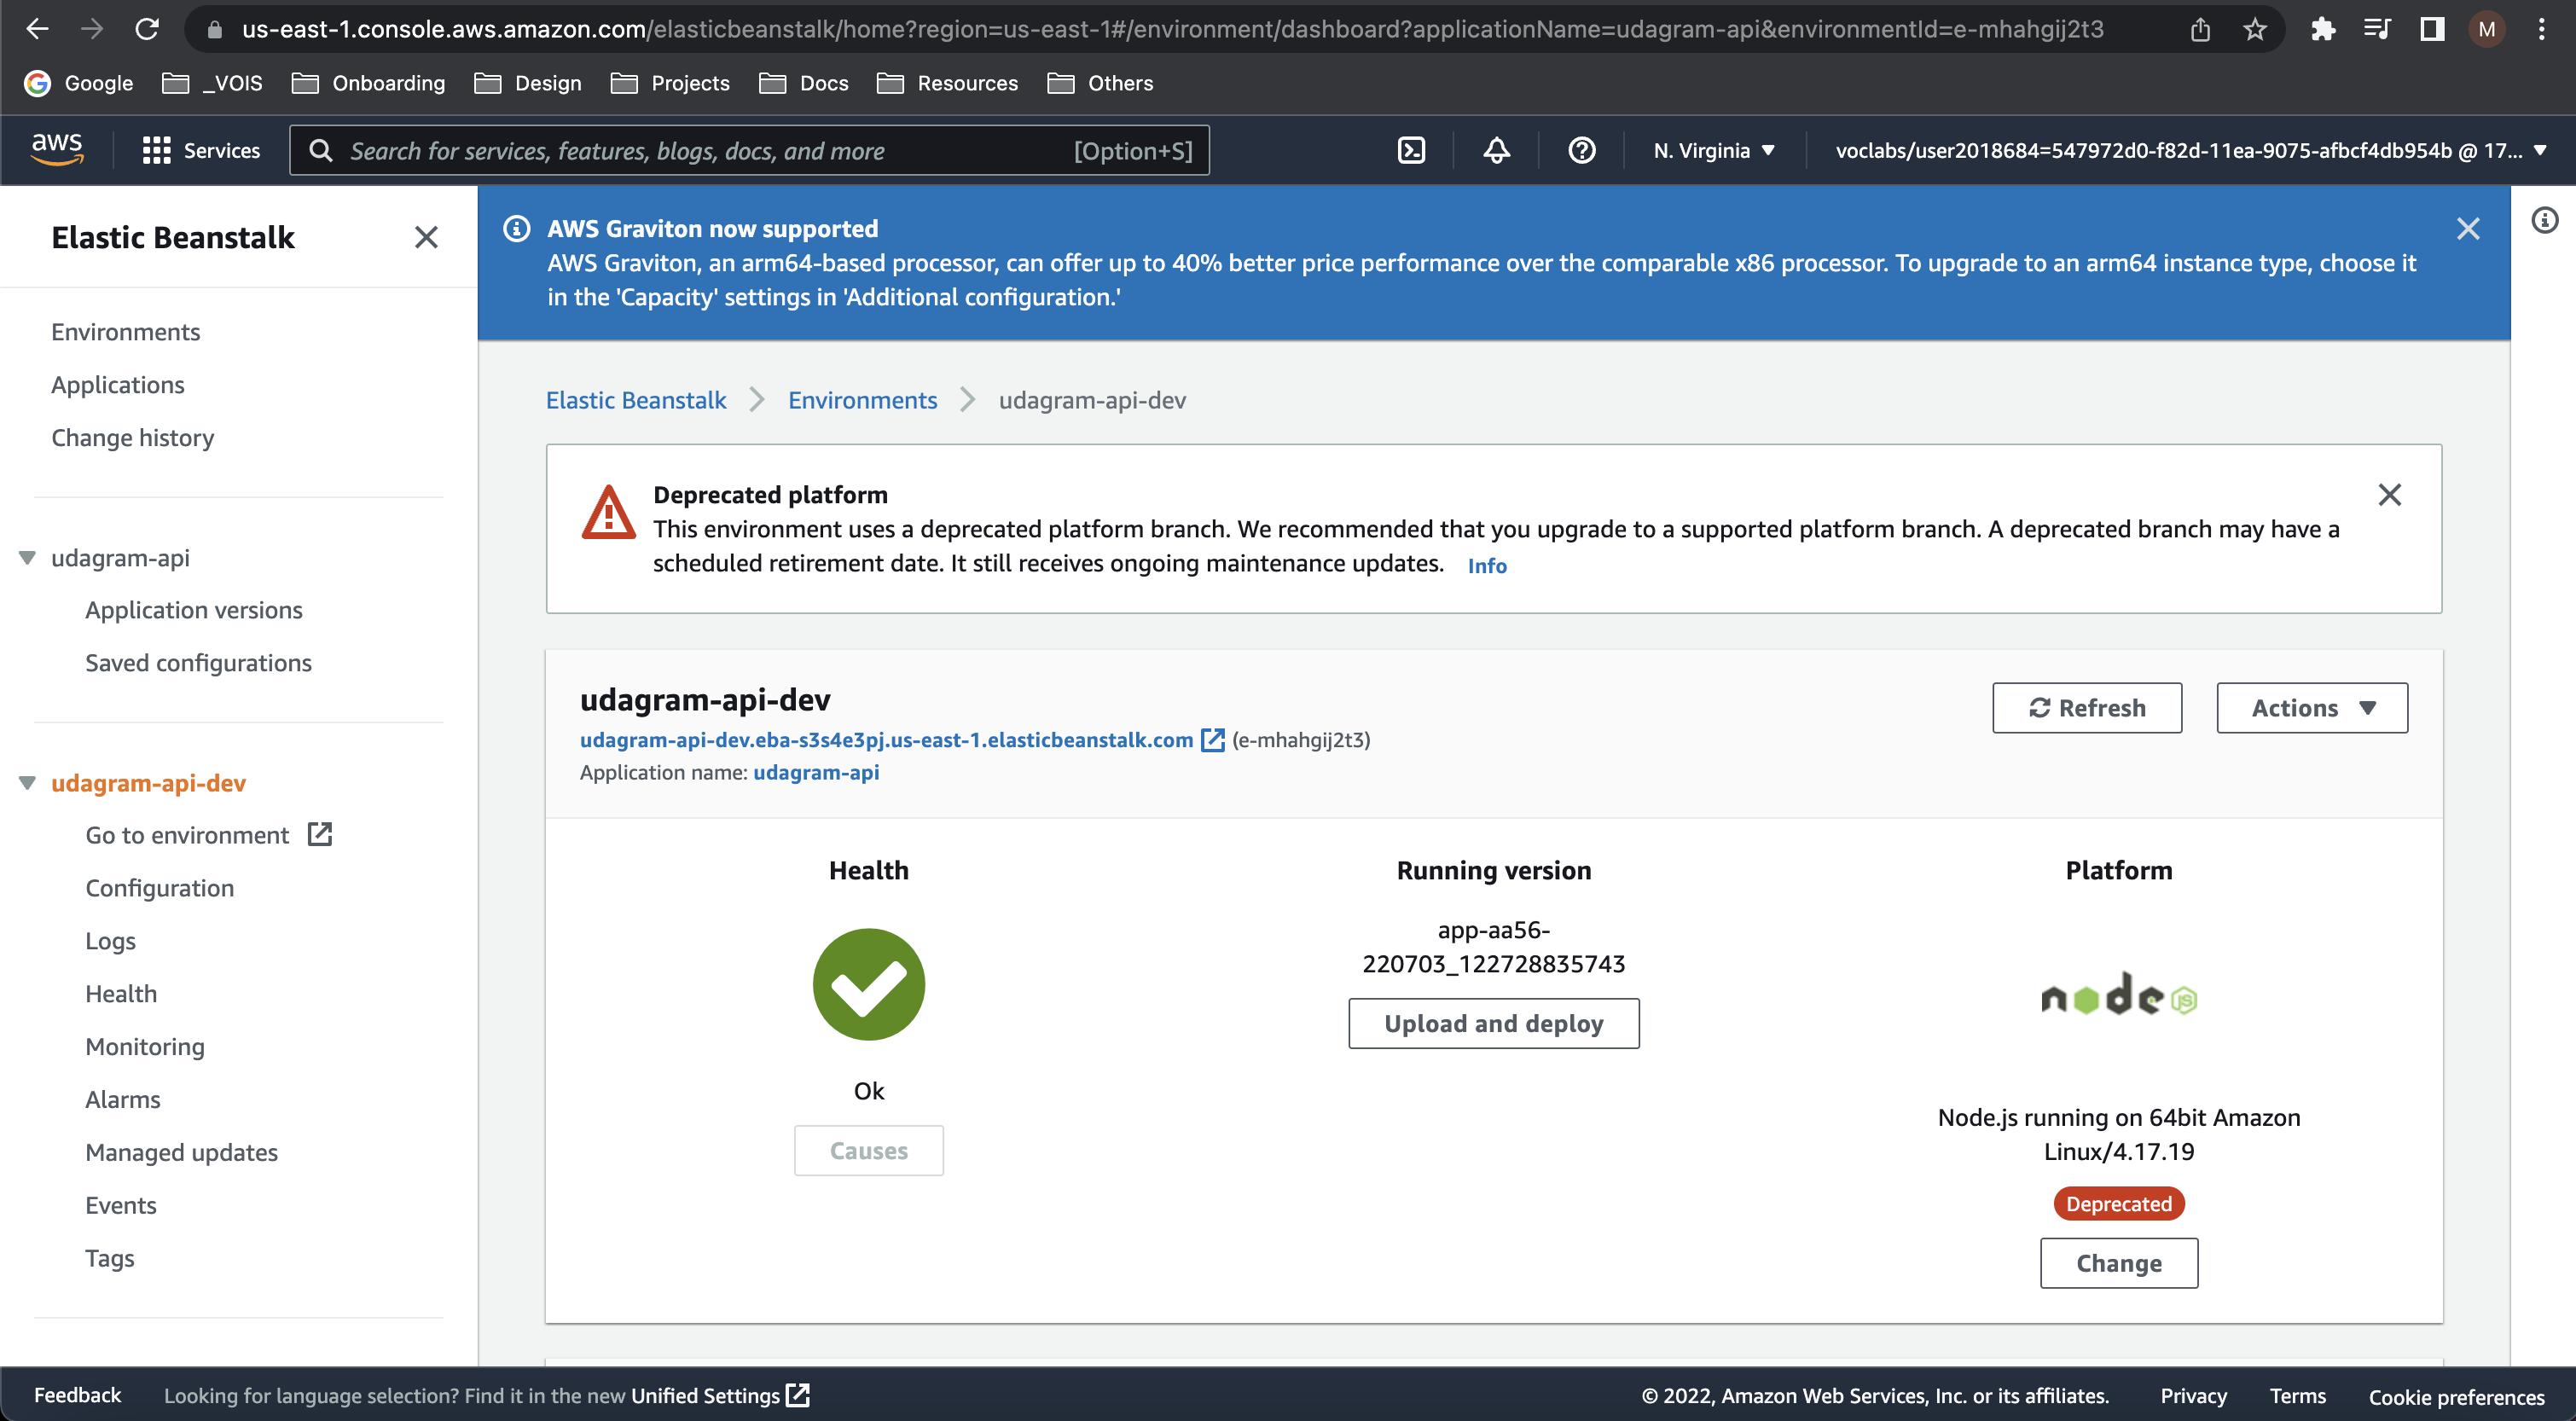 us-east-1.console.aws.amazon.com/elasticbeanstalk/home?region=us-east-1#/environment/dashboard?applicationName=udagram-api&environmentId=e-mhahgij2t3
M
Google
_VOIS
Onboarding
Design
Projects
Docs
Resources
Others
aws
Services
Search for services, features, blogs, docs, and more
[Option+S]
N. Virginia
voclabs/user2018684=547972d0-f82d-11ea-9075-afbcf4db954b @ 17...
Elastic Beanstalk
Environments
Applications
Change history
udagram-api
Application versions
Saved configurations
udagram-api-dev
Go to environment
Configuration
Logs
Health
Monitoring
Alarms
Managed updates
Events
Tags
AWS Graviton now supported
AWS Graviton, an arm64-based processor, can offer up to 40% better price performance over the comparable x86 processor. To upgrade to an arm64 instance type, choose it
in the 'Capacity' settings in 'Additional configuration.'
Elastic Beanstalk
Environments
udagram-api-dev
Deprecated platform
This environment uses a deprecated platform branch. We recommended that you upgrade to a supported platform branch. A deprecated branch may have a
scheduled retirement date. It still receives ongoing maintenance updates. Info
udagram-api-dev
udagram-api-dev.eba-s3s4e3pj.us-east-1.elasticbeanstalk.com (e-mhahgij2t3)
Application name: udagram-api
Refresh
Actions
Health
Ok
Causes
Running version
app-aa56-
220703_122728835743
Upload and deploy
Platform
node JS
Node.js running on 64bit Amazon
Linux/4.17.19
Deprecated
Change
Feedback
Looking for language selection? Find it in the new Unified Settings
© 2022, Amazon Web Services, Inc. or its affiliates.
Privacy
Terms
Cookie preferences